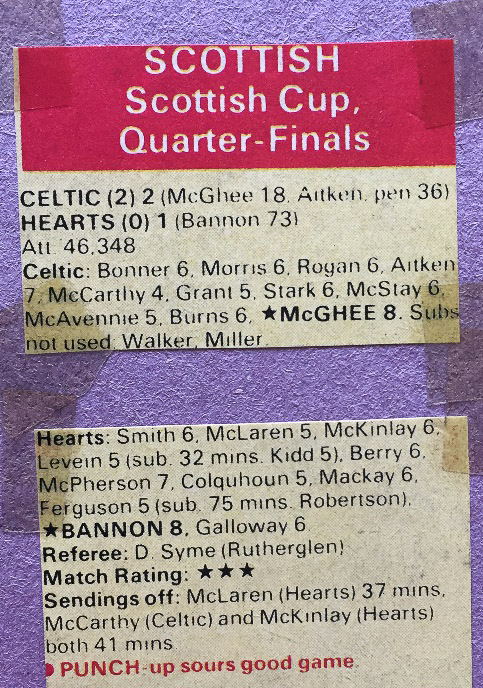 SCOTTISH
Scottish Cup,
Quarter-Finals
CELTIC (2) 2 (McGhee 18, Aitken, pen 36)
HEARTS (0) 1 (Bannon 73)
Att. 46,348
Celtic: Bonner 6, Morris 6, Rogan 6, Aitken
7, McCarthy 4, Grant 5, Stark 6, McStay 6,
McAvennie 5, Burns 6, ★McGHEE 8. Subs
not used: Walker, Miller.
Hearts: Smith 6, McLaren 5, McKinlay 6,
Levein 5 (sub. 32 mins. Kidd 5), Berry 6,
McPherson 7, Colquhoun 5, Mackay 6,
Ferguson 5 (sub. 75 mins. Robertson),
★BANNON 8, Galloway 6.
Referee: D. Syme (Rutherglen)
Match Rating: ★★★
Sendings off: McLaren (Hearts) 37 mins,
McCarthy (Celtic) and McKinlay (Hearts)
both 41 mins
● PUNCH-up sours good game.